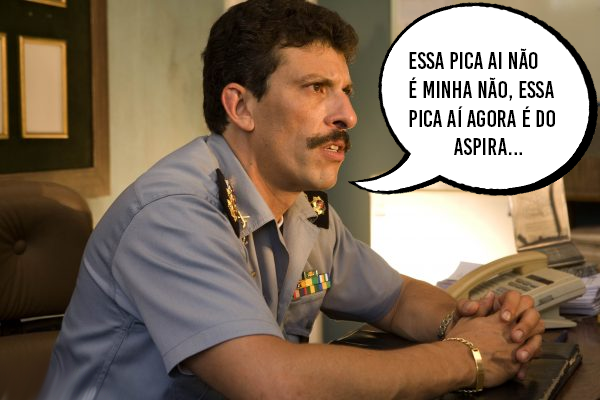 ESSA PICA AI NÃO
É MINHA NÃO, ESSA
PICA AÍ AGORA É DO
ASPIRA...